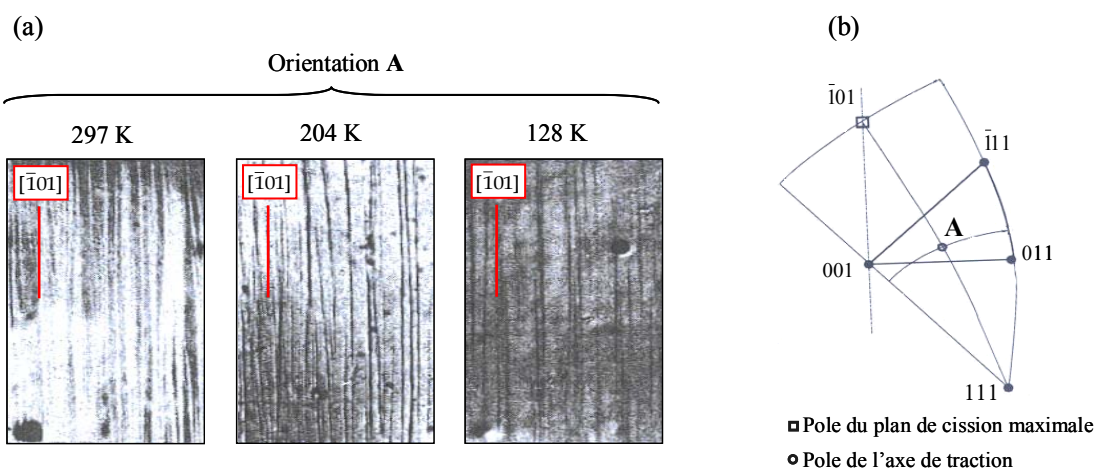 (a)
Orientation A
297 K
204 K
128 K
[1̅01]
[1̅01]
[1̅01]
(b)
1̅01
1̅11
A
001
011
111
Pole du plan de cission maximale
Pole de l'axe de traction